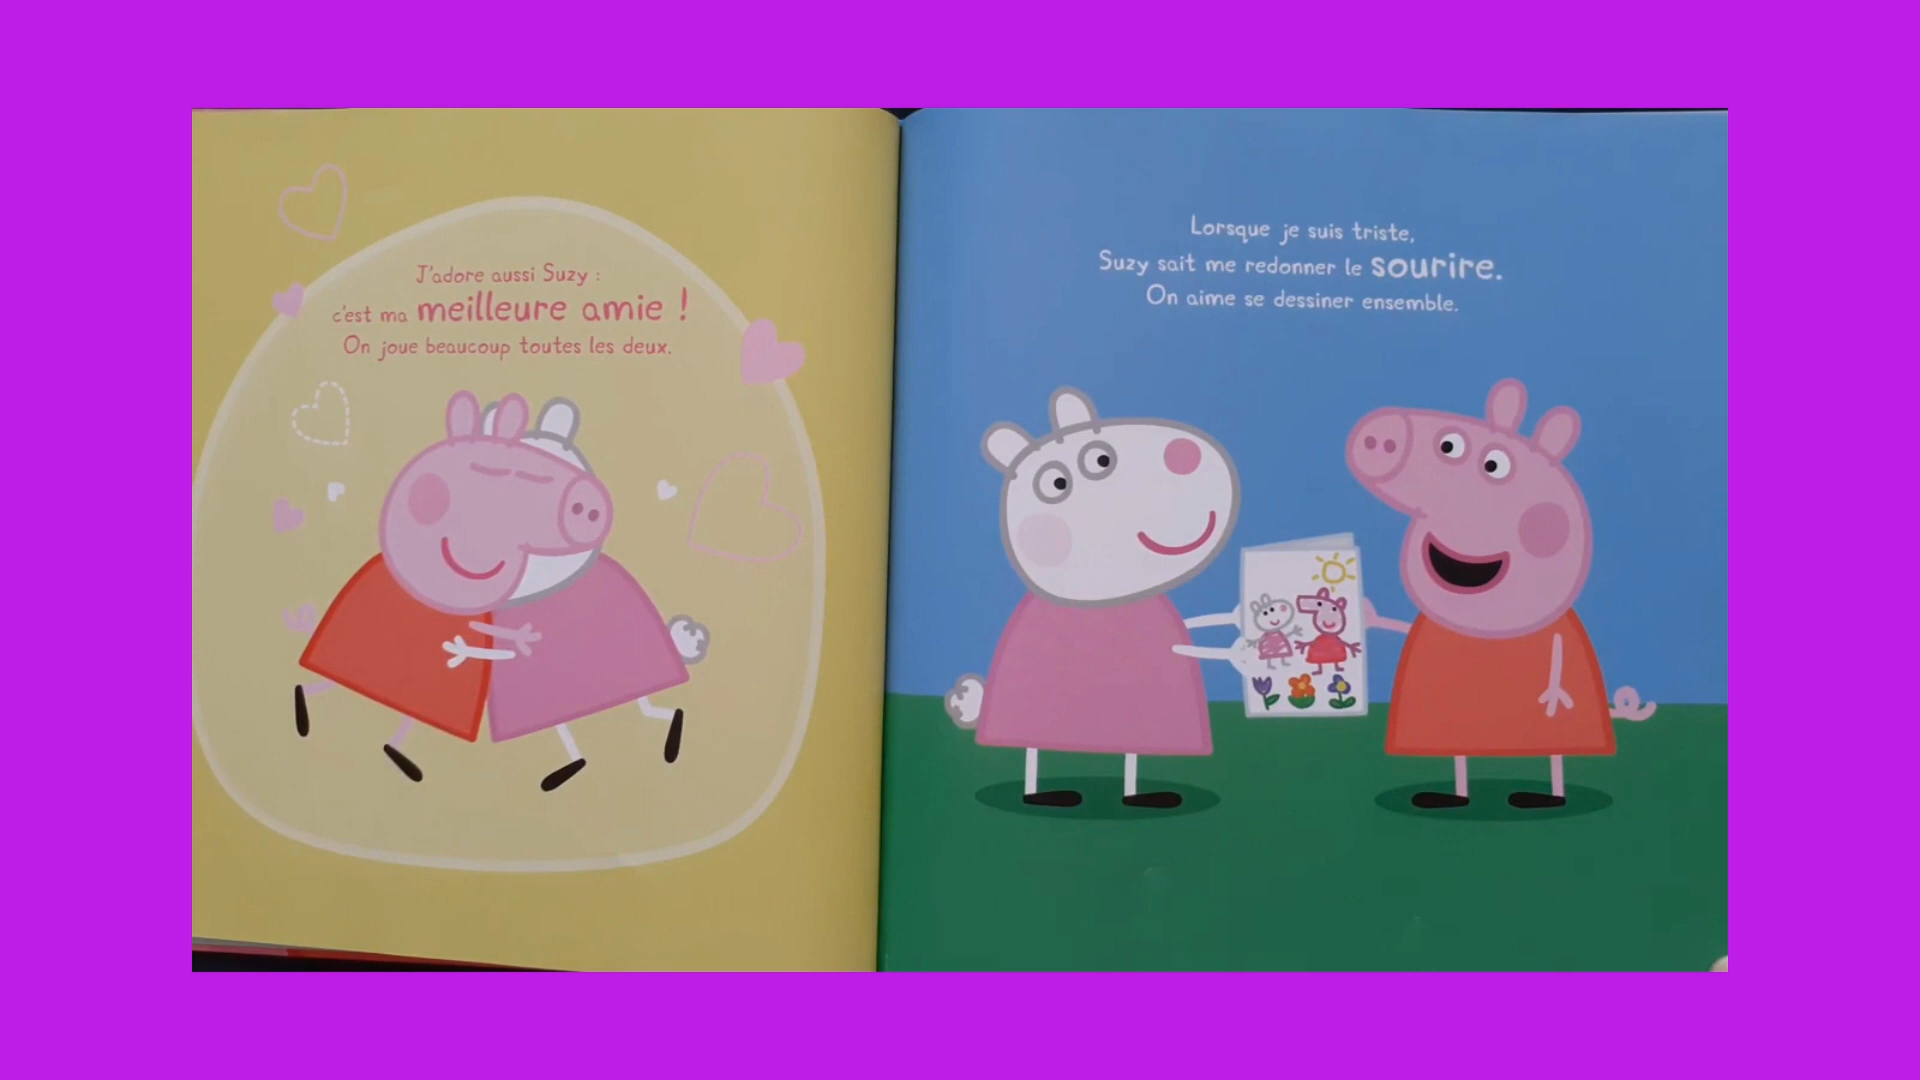 J'adore aussi Suzy :
c'est ma meilleure amie !
On joue beaucoup toutes les deux.
Lorsque je suis triste,
Suzy sait me redonner le sourire.
On aime se dessiner ensemble.